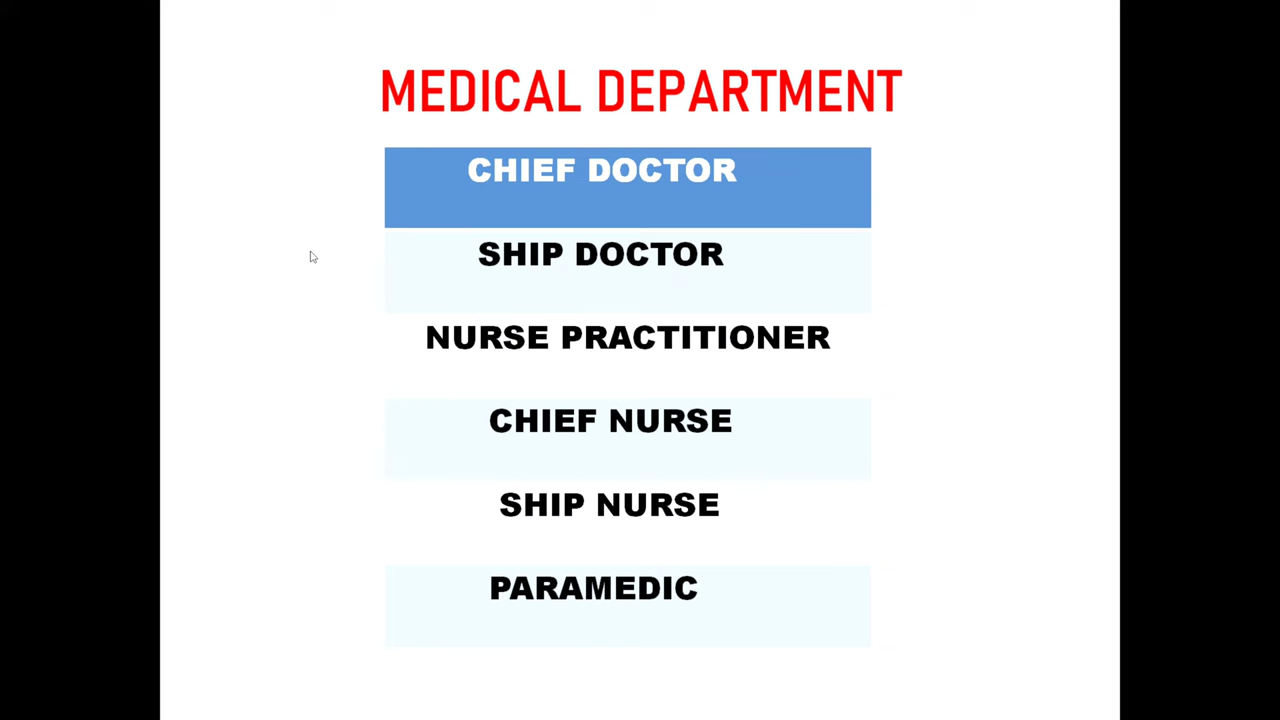 MEDICAL DEPARTMENT
CHIEF DOCTOR
SHIP DOCTOR
NURSE PRACTITIONER
CHIEF NURSE
SHIP NURSE
PARAMEDIC